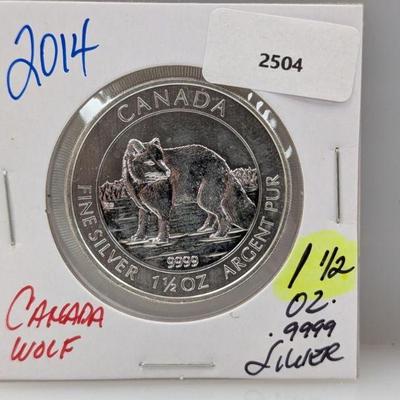 2014
2504
CANADA
FINE SILVER 1½ OZ ARGENT PUR
9999
CANADA
WOLF
1 1/2
OZ.
.9999
SILVER